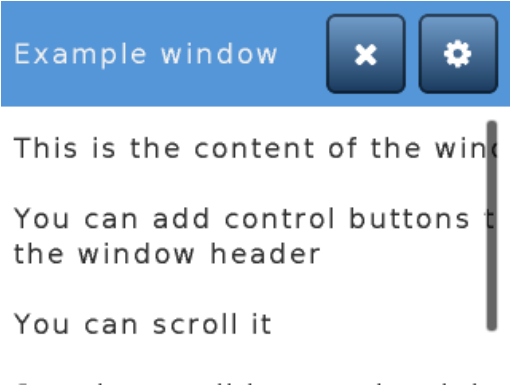 Example window
This is the content of the
You can add control buttons
the window header
You can scroll it